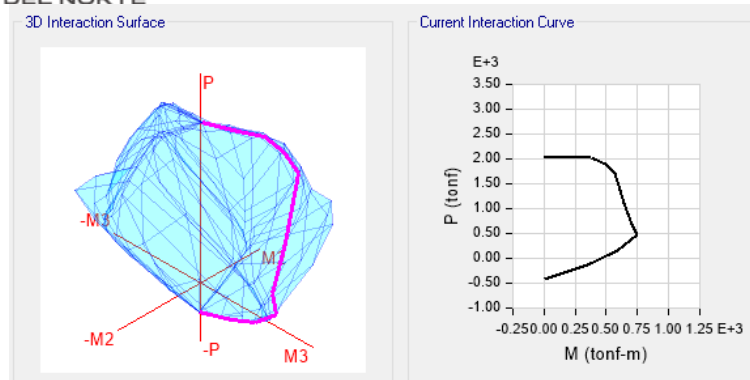 DEL NORTE
3D Interaction Surface
P
-M3
M2
-M2
-P
M3
Current Interaction Curve
E+3
3.50
3.00
2.50
2.00
1.50
1.00
0.50
0.00
-0.50
-1.00
P (tonf)
-0.25 0.00 0.25 0.50 0.75 1.00 1.25 E+3
M (tonf-m)